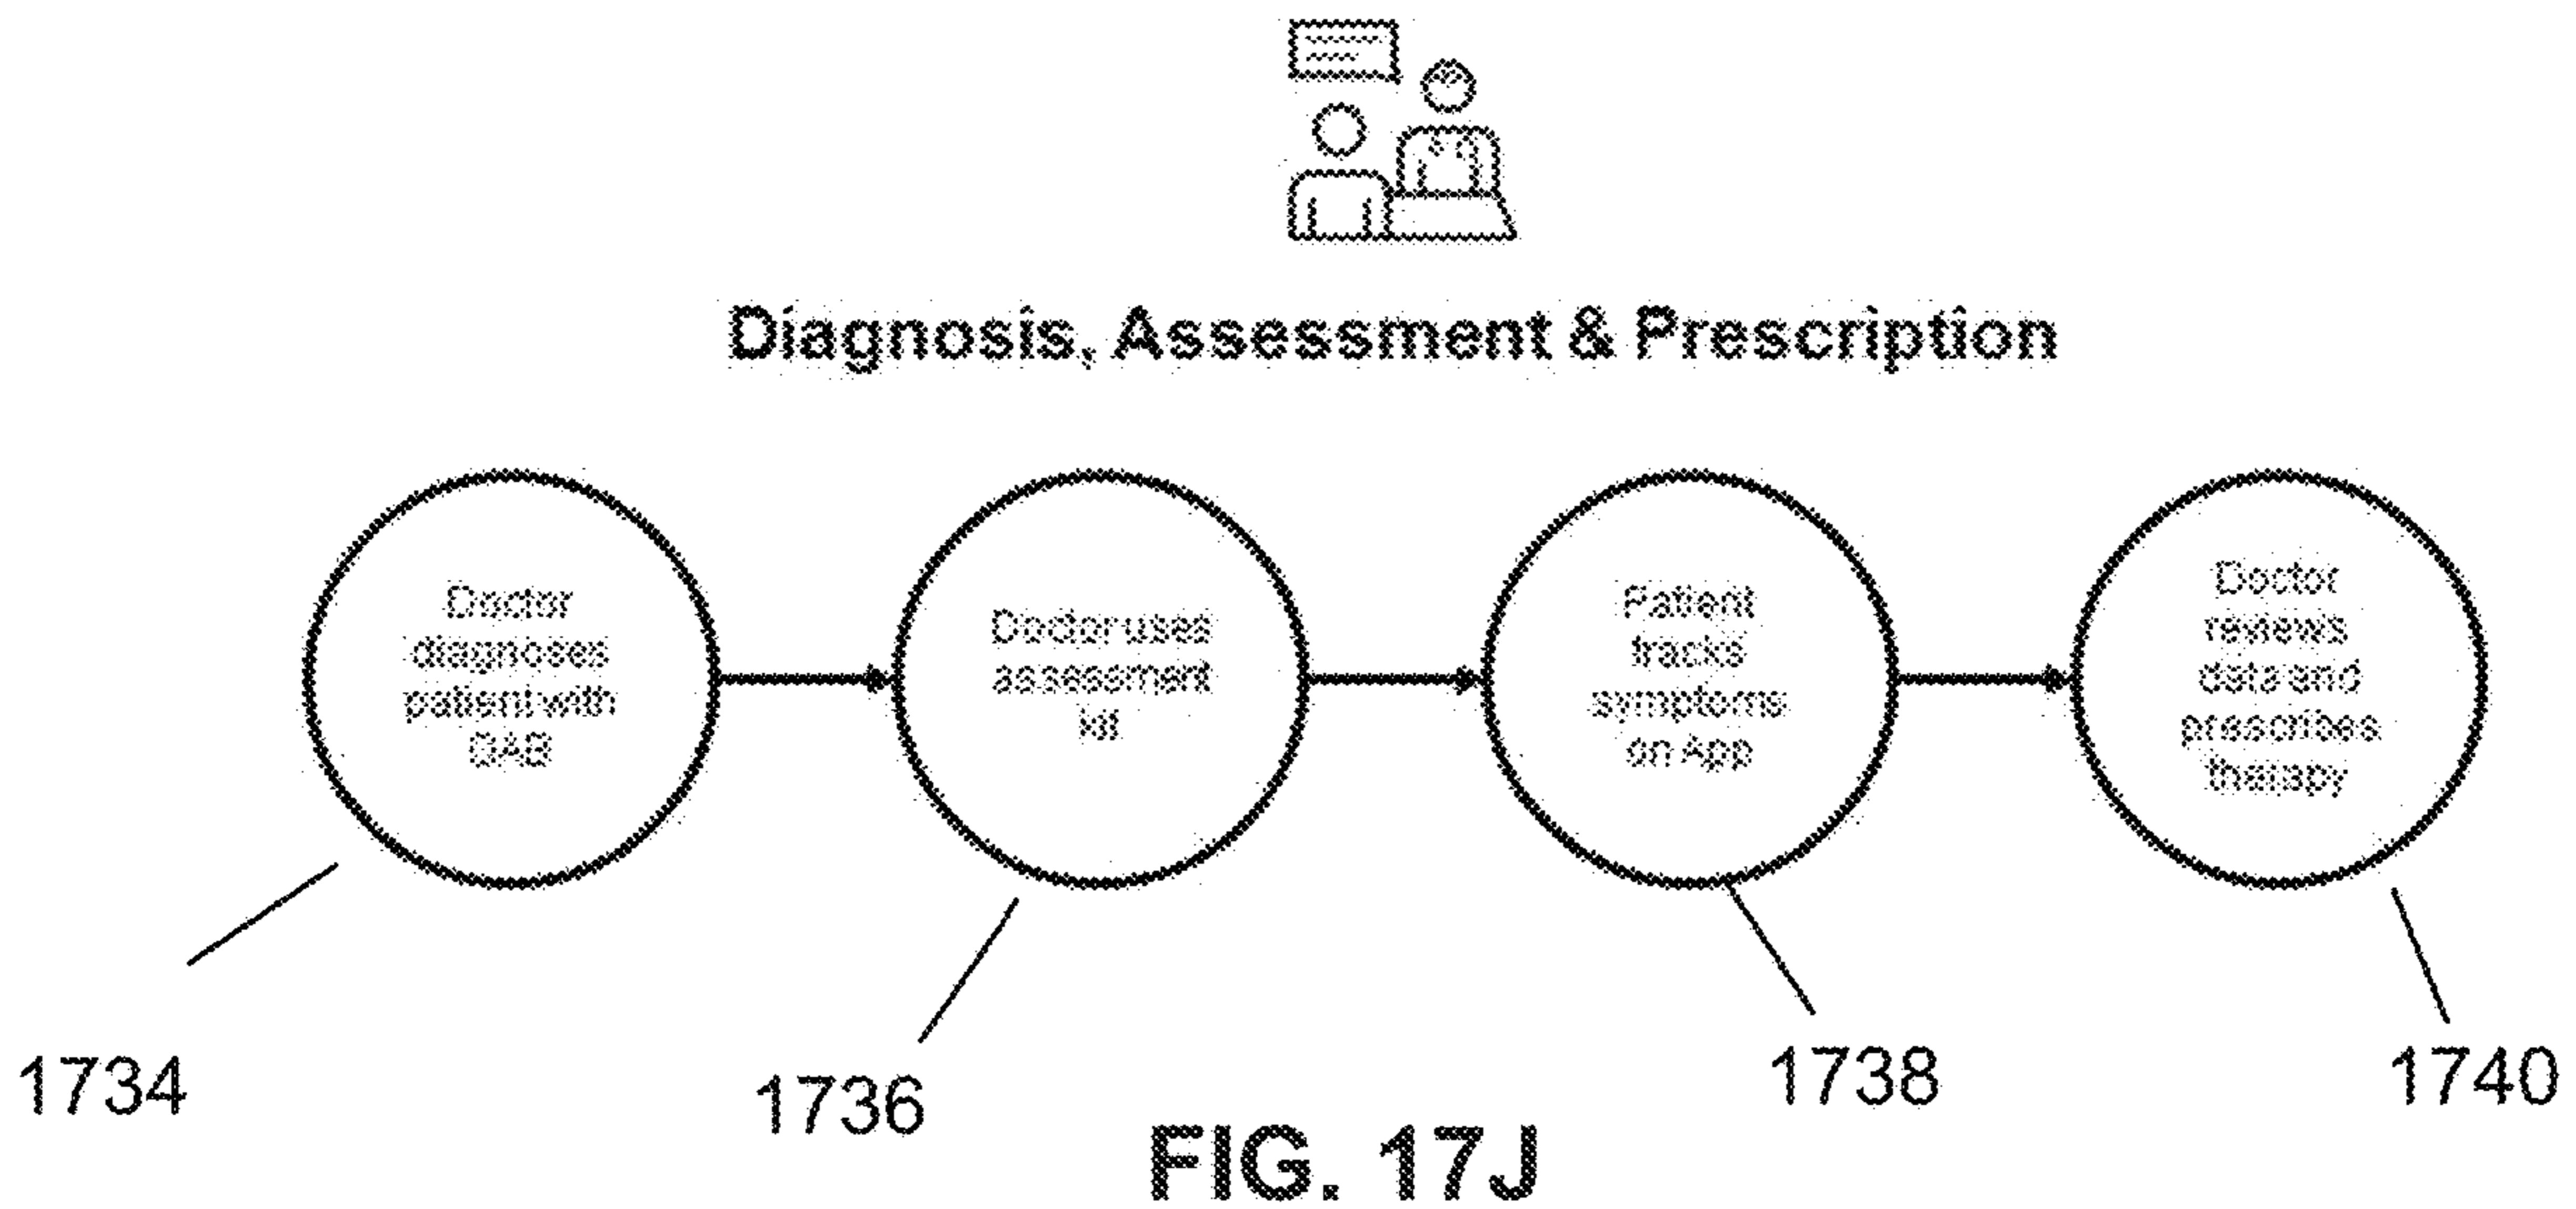 Diagnosis, Assessment & Prescription
Doctor
diagnoses
patient with
OAB
Doctor uses
assessment
kit
Patient
tracks
symptoms
on App
Doctor
reviews
data and
prescribes
therapy
1734
1736
1738
1740
FIG. 17J